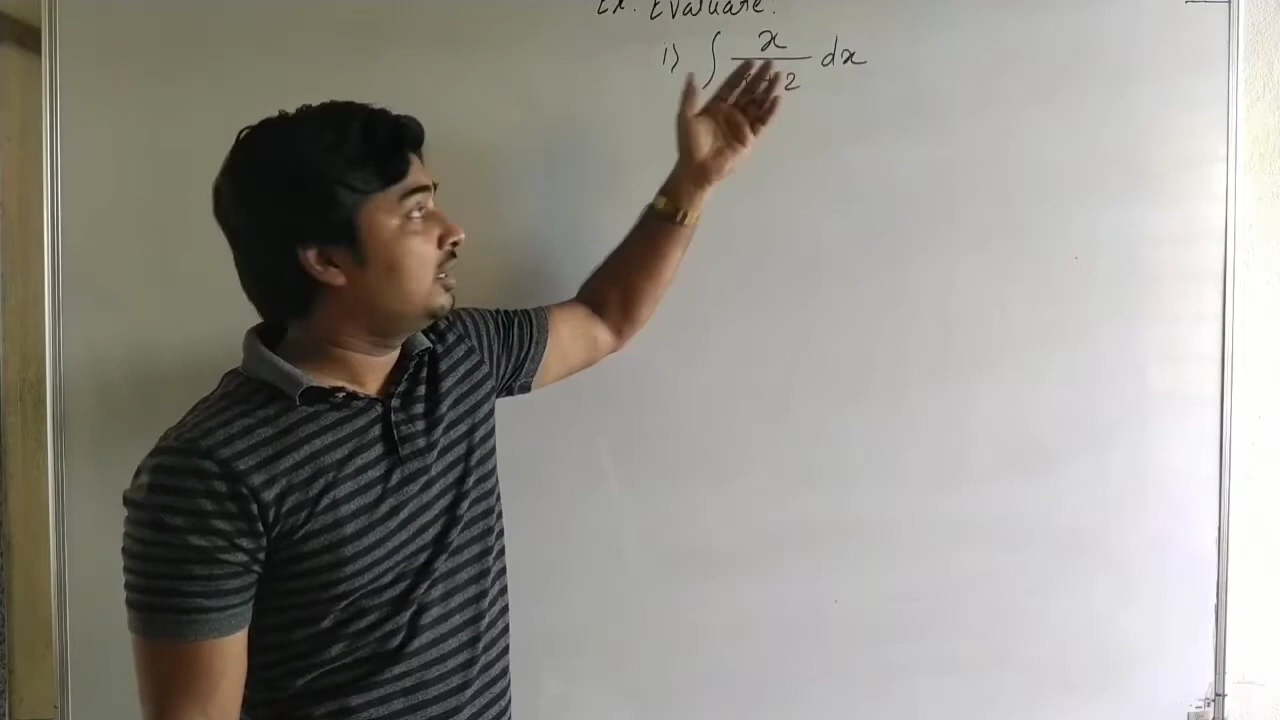 Ex. Evaluate:
1) ∫ x / x+2 dx